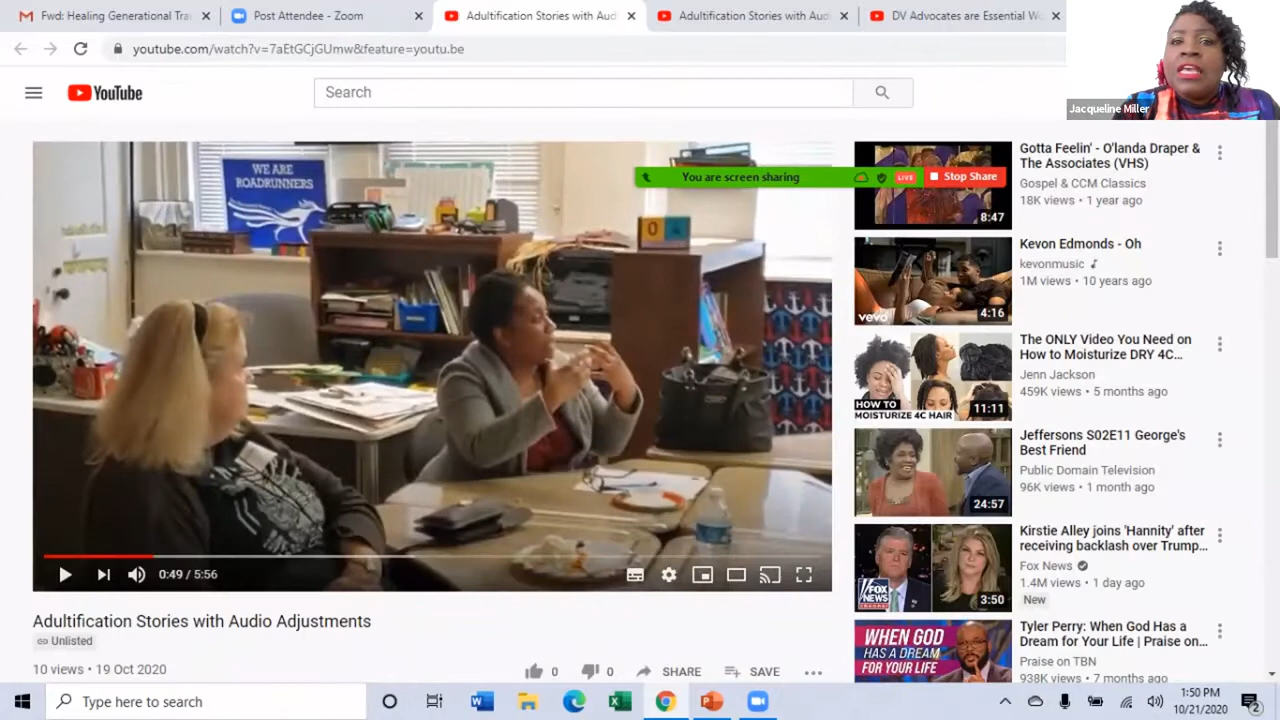 Fwd: Healing Generational Tra
Post Attendee - Zoom
Adultification Stories with Aud
Adultification Stories with Aud
DV Advocates are Essential Wo
youtube.com/watch?v=7aEtGCjGUmw&feature=youtu.be
Jacqueline Miller
YouTube
Search
WE ARE
ROADRUNNERS
You are screen sharing
LIVE
Stop Share
0:49 / 5:56
Gotta Feelin' - O'landa Draper &
The Associates (VHS)
Gospel & CCM Classics
18K views • 1 year ago
8:47
Kevon Edmonds - Oh
kevonmusic
1M views • 10 years ago
vevo
4:16
The ONLY Video You Need on
How to Moisturize DRY 4C...
Jenn Jackson
459K views • 5 months ago
HOW TO
MOISTURIZE 4C HAIR
11:11
Jeffersons S02E11 George's
Best Friend
Public Domain Television
96K views • 1 month ago
24:57
Kirstie Alley joins 'Hannity' after
receiving backlash over Trump...
Fox News
1.4M views • 1 day ago
New
FOX
NEWS
3:50
Tyler Perry: When God Has a
Dream for Your Life | Praise on...
Praise on TBN
938K views • 7 months ago
WHEN GOD
HAS A DREAM
FOR YOUR LIFE
Adultification Stories with Audio Adjustments
Unlisted
10 views • 19 Oct 2020
0
0
SHARE
SAVE
Type here to search
1:50 PM
10/21/2020
2